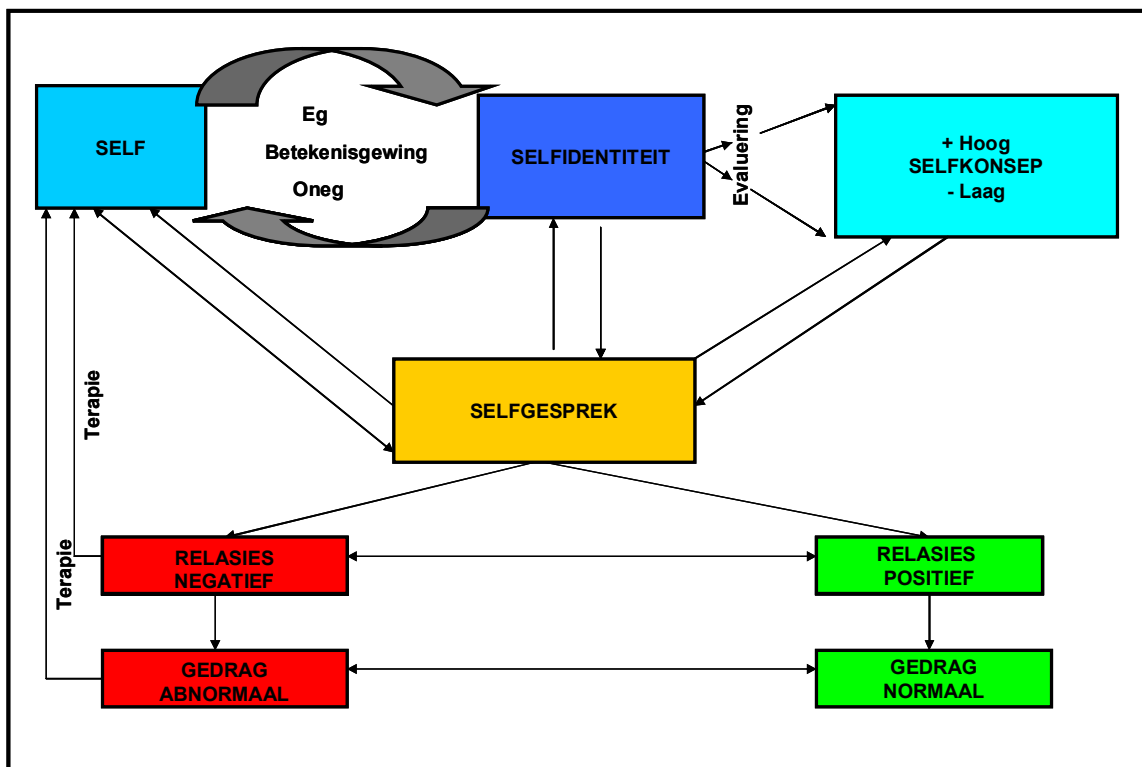 SELF
Eg
Betekenisgewing
Oneg
SELFIDENTITEIT
Evaluering
+ Hoog
SELFKONSEP
- Laag
SELFGESPREK
Terapie
Terapie
RELASIES
NEGATIEF
RELASIES
POSITIEF
GEDRAG
ABNORMAAL
GEDRAG
NORMAAL